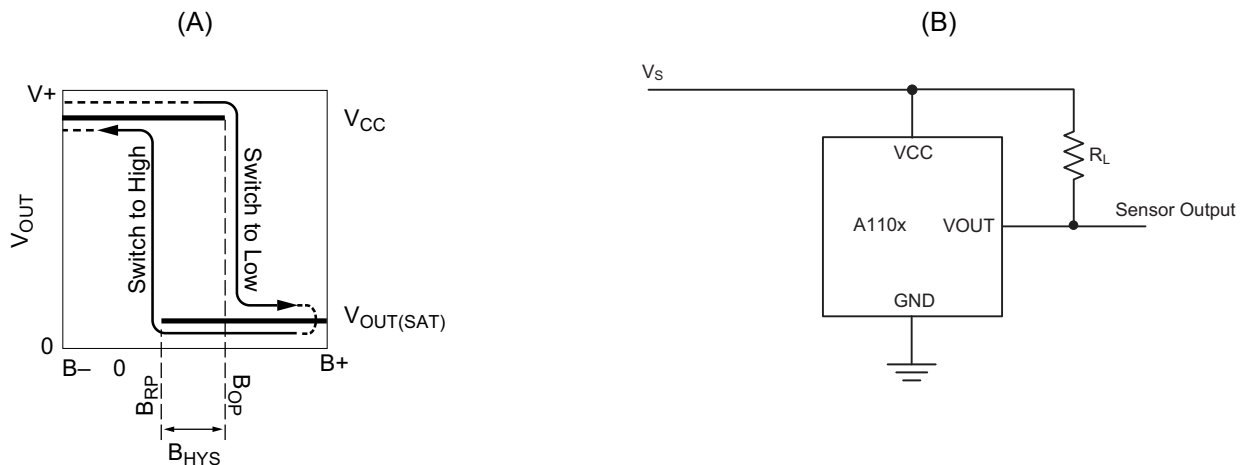 (A)
V+
VCC
Switch to High
Switch to Low
VOUT
VOUT(SAT)
0
B– 0 B+
BRP
BOP
BHYS
(B)
VS
VCC
RL
A110x VOUT
Sensor Output
GND